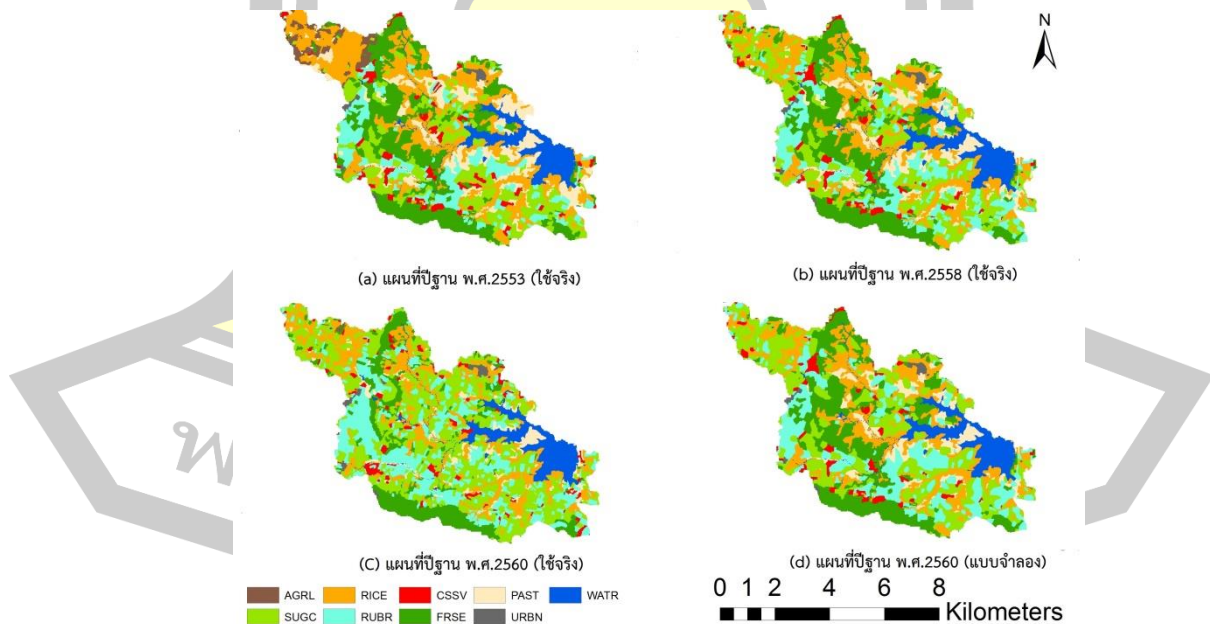 N
(a) แผนที่ปีฐาน พ.ศ.2553 (ใช้จริง)
(b) แผนที่ปีฐาน พ.ศ.2558 (ใช้จริง)
(C) แผนที่ปีฐาน พ.ศ.2560 (ใช้จริง)
(d) แผนที่ปีฐาน พ.ศ.2560 (แบบจำลอง)
AGRL RICE CSSV PAST WATR
SUGC RUBR FRSE URBN
0 1 2 4 6 8
Kilometers